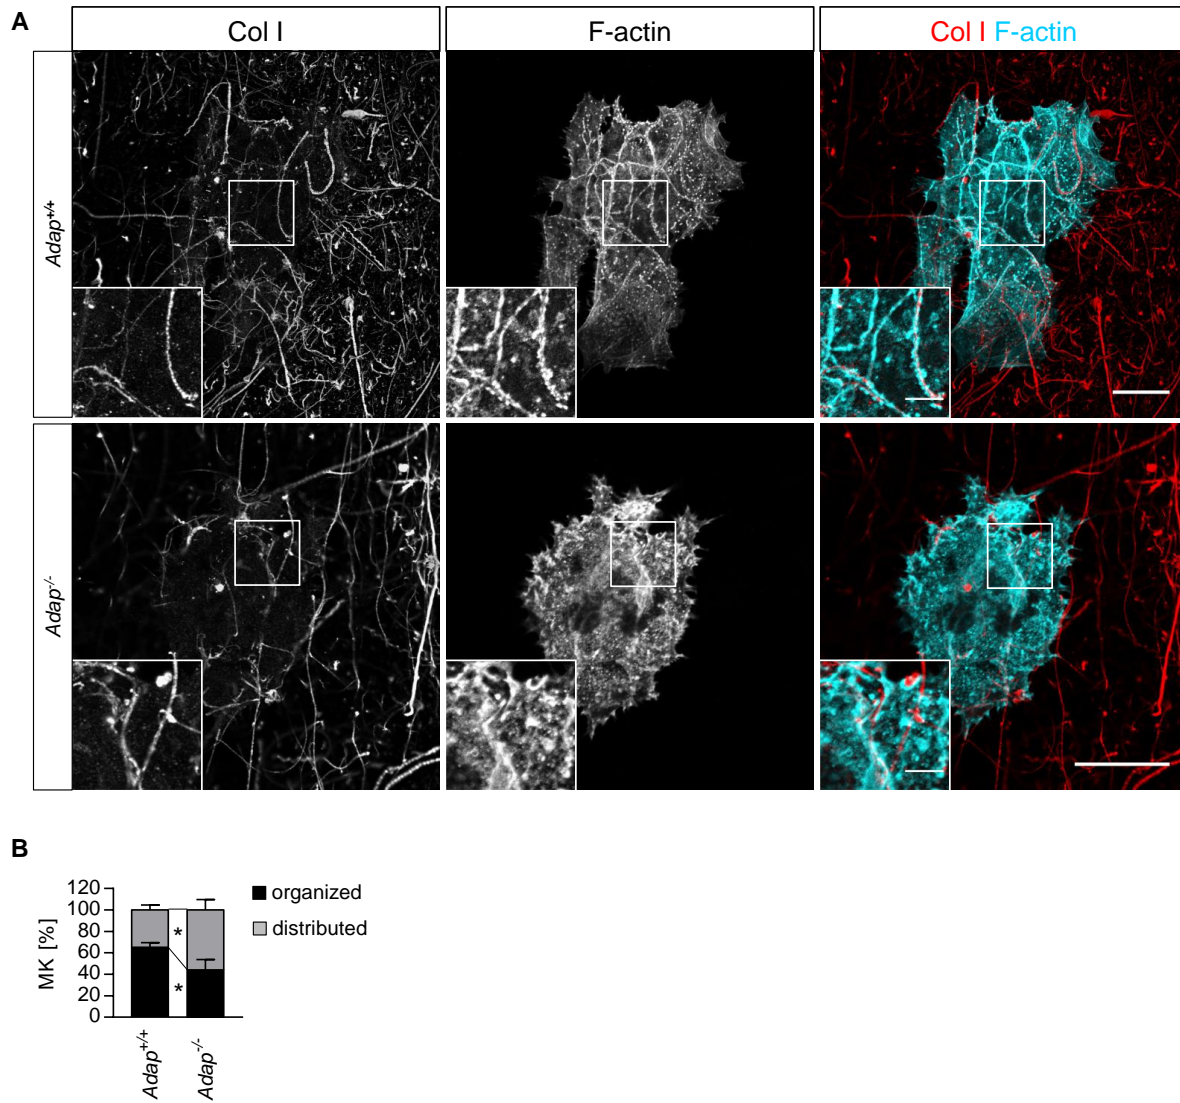 A
Col I
F-actin
Col I F-actin
Adap+/+
Adap-/-
B
120
100
80
60
40
20
0
MK [%]
*
*
organized
distributed
Adap+/+
Adap-/-